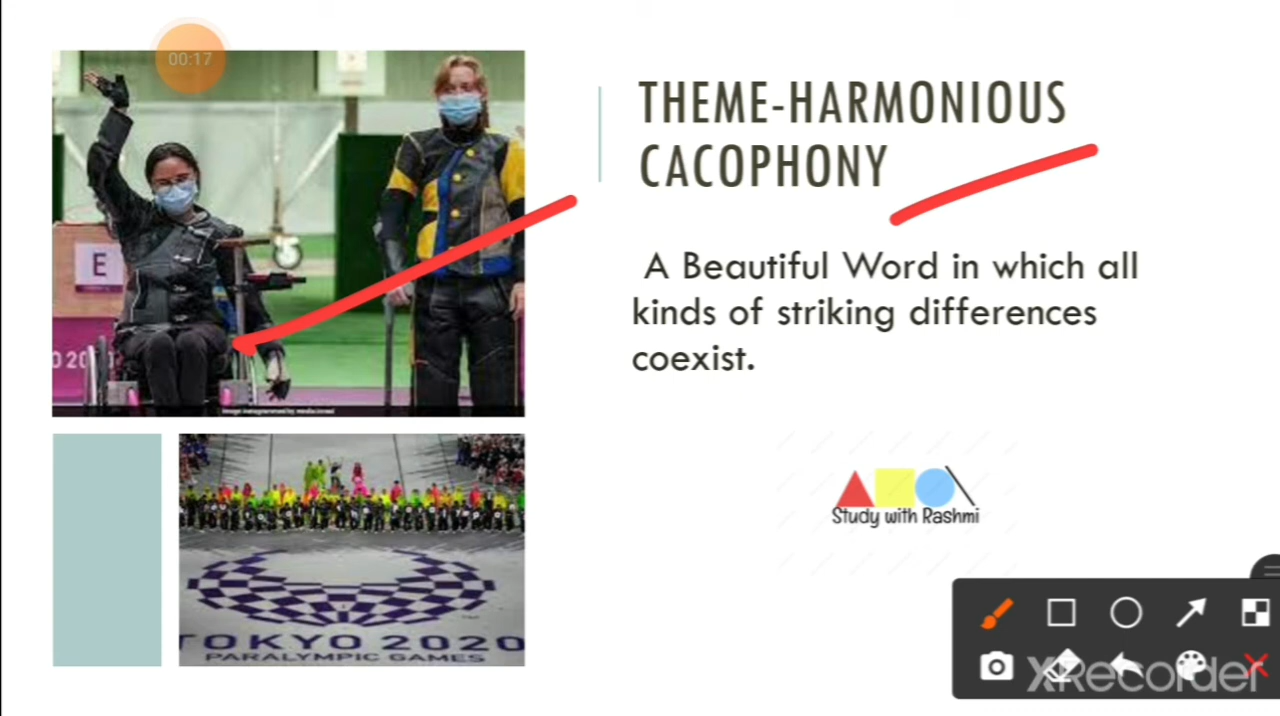 00:17
THEME-HARMONIOUS
CACOPHONY
A Beautiful Word in which all
kinds of striking differences
coexist.
E
O 202
TOKYO 2020
PARALYMPIC GAMES
Study with Rashmi
XRecorder